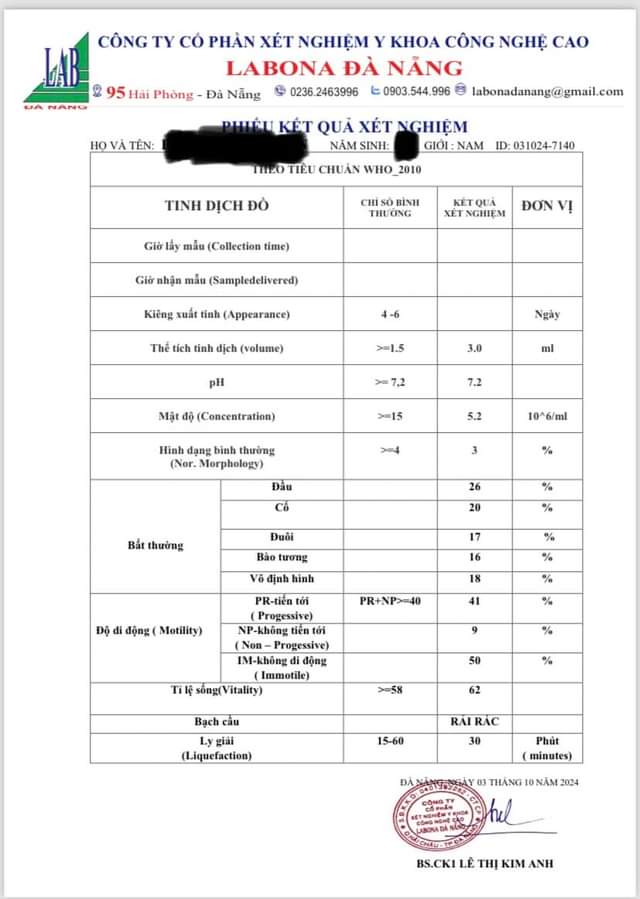 LAB
ĐA NANG
CÔNG TY CỔ PHẦN XÉT NGHIỆM Y KHOA CÔNG NGHỆ CAO
LABONA ĐÀ NẴNG
95 Hải Phòng - Đà Nẵng 0236.2463996 0903.544.996 labonadanang@gmail.com
PHIẾU KẾT QUẢ XÉT NGHIỆM
HỌ VÀ TÊN: NĂM SINH: GIỚI : NAM ID: 031024-7140
THEO TIÊU CHUẨN WHO_2010
TINH DỊCH ĐỒ CHỈ SỐ BÌNH THƯỜNG KẾT QUẢ XÉT NGHIỆM ĐƠN VỊ
Giờ lấy mẫu (Collection time)
Giờ nhận mẫu (Sampledelivered)
Kiêng xuất tinh (Appearance) 4 -6 Ngày
Thể tích tinh dịch (volume) >=1.5 3.0 ml
pH >= 7,2 7.2
Mật độ (Concentration) >=15 5.2 10^6/ml
Hình dạng bình thường >=4 3 %
(Nor. Morphology)
Bất thường
Đầu 26 %
Cổ 20 %
Đuôi 17 %
Bào tương 16 %
Vô định hình 18 %
Độ di động ( Motility)
PR-tiến tới PR+NP>=40 41 %
( Progessive)
NP-không tiến tới 9 %
( Non – Progessive)
IM-không di động 50 %
( Immotile)
Tỉ lệ sống(Vitality) >=58 62
Bạch cầu RẢI RÁC
Ly giải 15-60 30 Phút
(Liquefaction) ( minutes)
ĐÀ NẴNG, NGÀY 03 THÁNG 10 NĂM 2024
CÔNG TY
CỔ PHẦN
XÉT NGHIỆM Y KHOA
CÔNG NGHỆ CAO
LABONA ĐÀ NẴNG
BS.CK1 LÊ THỊ KIM ANH